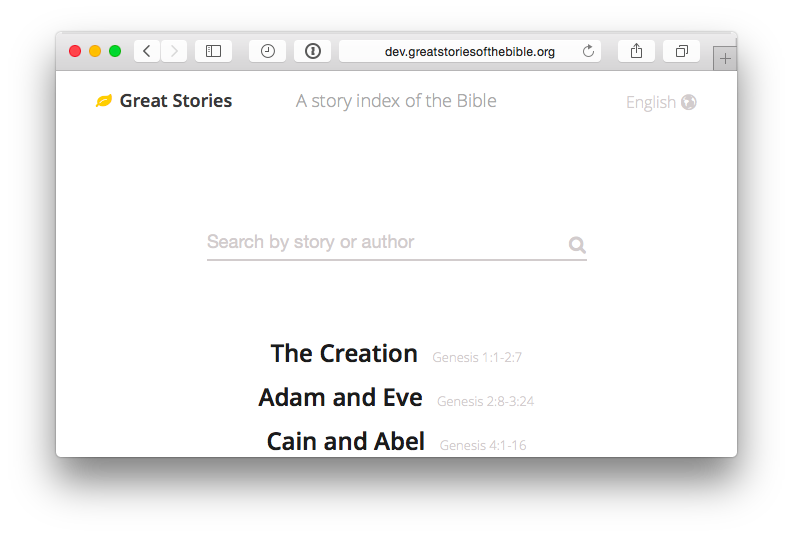 dev.greatstoriesofthebible.org
Great Stories A story index of the Bible English
Search by story or author
The Creation Genesis 1:1-2:7
Adam and Eve Genesis 2:8-3:24
Cain and Abel Genesis 4:1-16